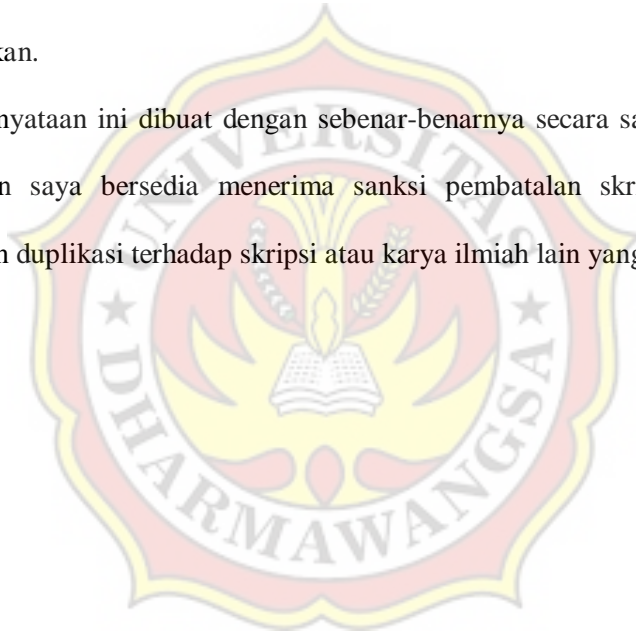 kan.
nyataan ini dibuat dengan sebenar-benarnya secara sa
n saya bersedia menerima sanksi pembatalan skr
n duplikasi terhadap skripsi atau karya ilmiah lain yang
UNIVERSITAS
DHARMAWANGSA